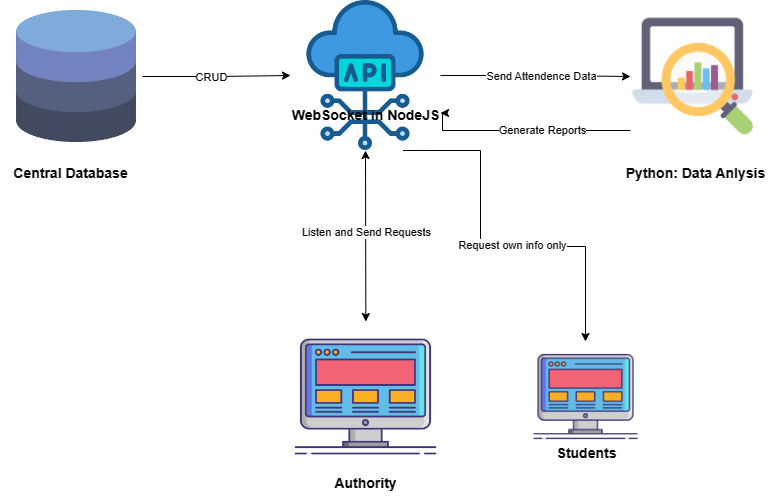 API
CRUD
Send Attendence Data
WebSocket in NodeJS
Generate Reports
Central Database
Python: Data Anlysis
Listen and Send Requests
Request own info only
Students
Authority